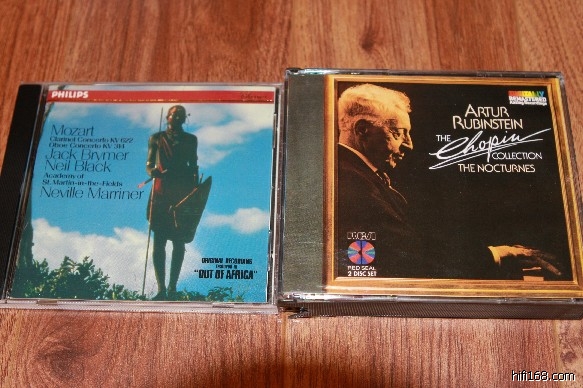 PHILIPS
Mozart
Clarinet Concerto KV 622
Oboe Concerto KV 314
Jack Brymer
Neil Black
Academy of
St. Martin-in-the-Fields
Neville Marriner
ORIGINAL RECORDING
"OUT OF AFRICA"
DIGITALLY
REMASTERED
ARTUR
RUBINSTEIN
THE
Chopin
COLLECTION
THE NOCTURNES
RCA
RED SEAL
2 DISC SET
hifi168.com